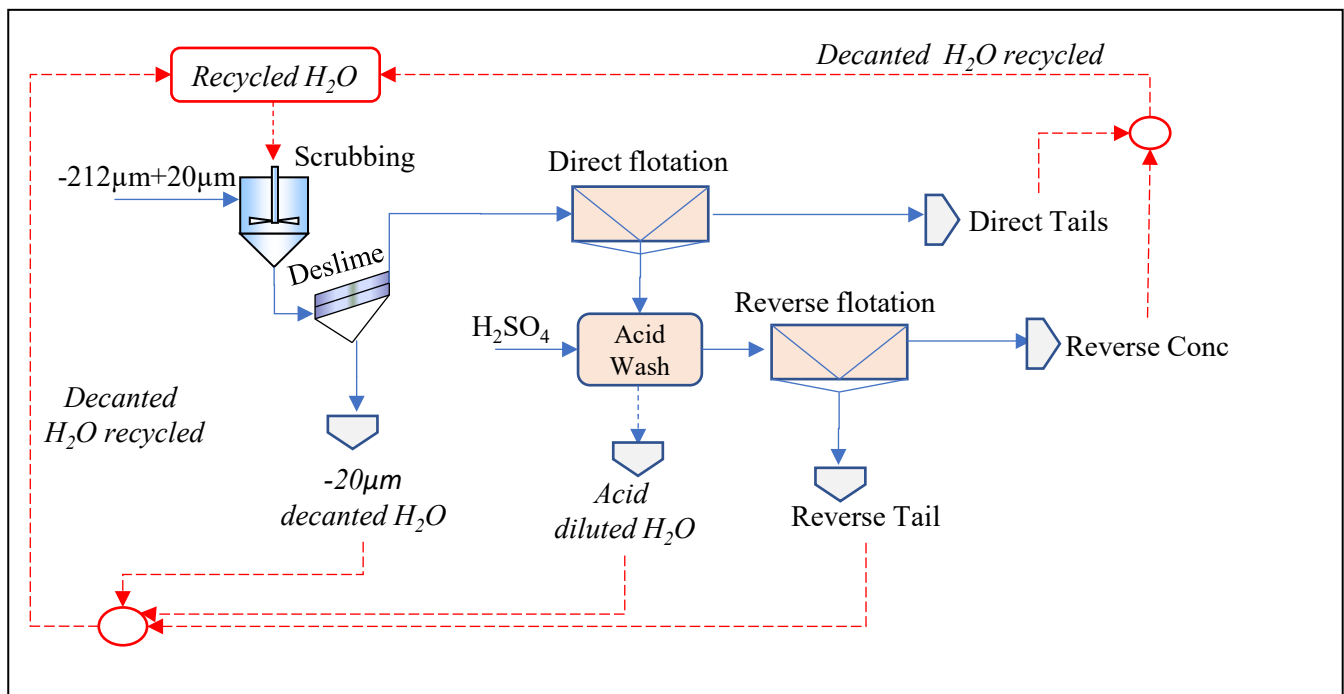 Decanted H₂O recycled
Recycled H₂O
Scrubbing
-212µm+20µm
Direct flotation
Direct Tails
Deslime
Reverse flotation
H₂SO₄
Acid
Wash
Reverse Conc
Decanted
H₂O recycled
-20µm
decanted H₂O
Acid
diluted H₂O
Reverse Tail